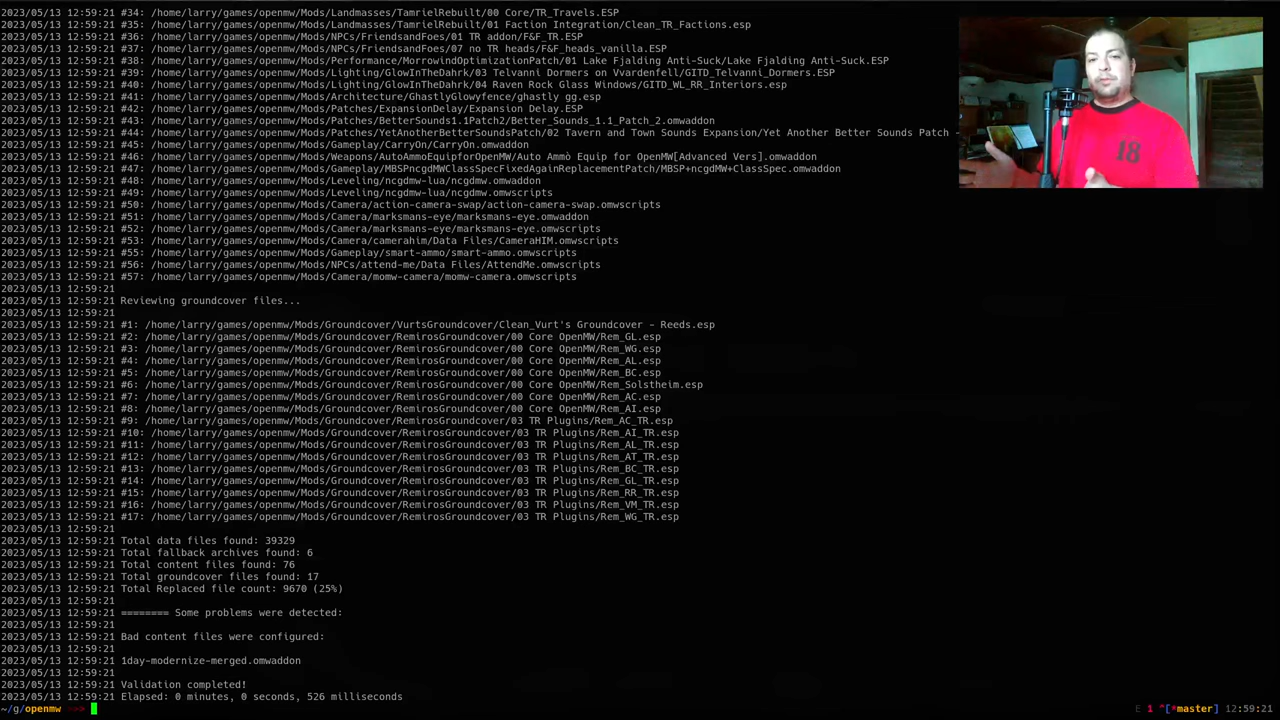 2023/05/13 12:59:21 #34: /home/larry/games/openmw/Mods/Landmasses/TamrielRebuilt/00 Core/TR_Travels.ESP
2023/05/13 12:59:21 #35: /home/larry/games/openmw/Mods/Landmasses/TamrielRebuilt/01 Faction Integration/Clean_TR_Factions.esp
2023/05/13 12:59:21 #36: /home/larry/games/openmw/Mods/NPCs/FriendsandFoes/01 TR addon/F&F_TR.ESP
2023/05/13 12:59:21 #37: /home/larry/games/openmw/Mods/NPCs/FriendsandFoes/07 no TR heads/F&F_heads_vanilla.ESP
2023/05/13 12:59:21 #38: /home/larry/games/openmw/Mods/Performance/MorrowindOptimizationPatch/01 Lake Fjalding Anti-Suck/Lake Fjalding Anti-Suck.ESP
2023/05/13 12:59:21 #39: /home/larry/games/openmw/Mods/Lighting/GlowInTheDahrk/03 Telvanni Dormers on Vvardenfell/GITD_Telvanni_Dormers.ESP
2023/05/13 12:59:21 #40: /home/larry/games/openmw/Mods/Lighting/GlowInTheDahrk/04 Raven Rock Glass Windows/GITD_WL_RR_Interiors.esp
2023/05/13 12:59:21 #41: /home/larry/games/openmw/Mods/Architecture/GhastlyGlowyfence/ghastly gg.esp
2023/05/13 12:59:21 #42: /home/larry/games/openmw/Mods/Patches/ExpansionDelay/Expansion Delay.ESP
2023/05/13 12:59:21 #43: /home/larry/games/openmw/Mods/Patches/BetterSounds1.1Patch2/Better_Sounds_1.1_Patch_2.omwaddon
2023/05/13 12:59:21 #44: /home/larry/games/openmw/Mods/Patches/YetAnotherBetterSoundsPatch/02 Tavern and Town Sounds Expansion/Yet Another Better Sounds Patch -
2023/05/13 12:59:21 #45: /home/larry/games/openmw/Mods/Gameplay/CarryOn/CarryOn.omwaddon
2023/05/13 12:59:21 #46: /home/larry/games/openmw/Mods/Weapons/AutoAmmoEquipforOpenMW/Auto Ammò Equip for OpenMW[Advanced Vers].omwaddon
2023/05/13 12:59:21 #47: /home/larry/games/openmw/Mods/Gameplay/MBSPncgdMWClassSpecFixedAgainReplacementPatch/MBSP+ncgdMW+ClassSpec.omwaddon
2023/05/13 12:59:21 #48: /home/larry/games/openmw/Mods/Leveling/ncgdmw-lua/ncgdmw.omwaddon
2023/05/13 12:59:21 #49: /home/larry/games/openmw/Mods/Leveling/ncgdmw-lua/ncgdmw.omwscripts
2023/05/13 12:59:21 #50: /home/larry/games/openmw/Mods/Camera/action-camera-swap/action-camera-swap.omwscripts
2023/05/13 12:59:21 #51: /home/larry/games/openmw/Mods/Camera/marksmans-eye/marksmans-eye.omwaddon
2023/05/13 12:59:21 #52: /home/larry/games/openmw/Mods/Camera/marksmans-eye/marksmans-eye.omwscripts
2023/05/13 12:59:21 #53: /home/larry/games/openmw/Mods/Camera/camerahim/Data Files/CameraHIM.omwscripts
2023/05/13 12:59:21 #55: /home/larry/games/openmw/Mods/Gameplay/smart-ammo/smart-ammo.omwscripts
2023/05/13 12:59:21 #56: /home/larry/games/openmw/Mods/NPCs/attend-me/Data Files/AttendMe.omwscripts
2023/05/13 12:59:21 #57: /home/larry/games/openmw/Mods/Camera/momw-camera/momw-camera.omwscripts
2023/05/13 12:59:21
2023/05/13 12:59:21 Reviewing groundcover files...
2023/05/13 12:59:21
2023/05/13 12:59:21 #1: /home/larry/games/openmw/Mods/Groundcover/VurtsGroundcover/Clean_Vurt's Groundcover - Reeds.esp
2023/05/13 12:59:21 #2: /home/larry/games/openmw/Mods/Groundcover/RemirosGroundcover/00 Core OpenMW/Rem_GL.esp
2023/05/13 12:59:21 #3: /home/larry/games/openmw/Mods/Groundcover/RemirosGroundcover/00 Core OpenMW/Rem_WG.esp
2023/05/13 12:59:21 #4: /home/larry/games/openmw/Mods/Groundcover/RemirosGroundcover/00 Core OpenMW/Rem_AL.esp
2023/05/13 12:59:21 #5: /home/larry/games/openmw/Mods/Groundcover/RemirosGroundcover/00 Core OpenMW/Rem_BC.esp
2023/05/13 12:59:21 #6: /home/larry/games/openmw/Mods/Groundcover/RemirosGroundcover/00 Core OpenMW/Rem_Solstheim.esp
2023/05/13 12:59:21 #7: /home/larry/games/openmw/Mods/Groundcover/RemirosGroundcover/00 Core OpenMW/Rem_AC.esp
2023/05/13 12:59:21 #8: /home/larry/games/openmw/Mods/Groundcover/RemirosGroundcover/00 Core OpenMW/Rem_AI.esp
2023/05/13 12:59:21 #9: /home/larry/games/openmw/Mods/Groundcover/RemirosGroundcover/03 TR Plugins/Rem_AC_TR.esp
2023/05/13 12:59:21 #10: /home/larry/games/openmw/Mods/Groundcover/RemirosGroundcover/03 TR Plugins/Rem_AI_TR.esp
2023/05/13 12:59:21 #11: /home/larry/games/openmw/Mods/Groundcover/RemirosGroundcover/03 TR Plugins/Rem_AL_TR.esp
2023/05/13 12:59:21 #12: /home/larry/games/openmw/Mods/Groundcover/RemirosGroundcover/03 TR Plugins/Rem_AT_TR.esp
2023/05/13 12:59:21 #13: /home/larry/games/openmw/Mods/Groundcover/RemirosGroundcover/03 TR Plugins/Rem_BC_TR.esp
2023/05/13 12:59:21 #14: /home/larry/games/openmw/Mods/Groundcover/RemirosGroundcover/03 TR Plugins/Rem_GL_TR.esp
2023/05/13 12:59:21 #15: /home/larry/games/openmw/Mods/Groundcover/RemirosGroundcover/03 TR Plugins/Rem_RR_TR.esp
2023/05/13 12:59:21 #16: /home/larry/games/openmw/Mods/Groundcover/RemirosGroundcover/03 TR Plugins/Rem_VM_TR.esp
2023/05/13 12:59:21 #17: /home/larry/games/openmw/Mods/Groundcover/RemirosGroundcover/03 TR Plugins/Rem_WG_TR.esp
2023/05/13 12:59:21
2023/05/13 12:59:21 Total data files found: 39329
2023/05/13 12:59:21 Total fallback archives found: 6
2023/05/13 12:59:21 Total content files found: 76
2023/05/13 12:59:21 Total groundcover files found: 17
2023/05/13 12:59:21 Total Replaced file count: 9670 (25%)
2023/05/13 12:59:21
2023/05/13 12:59:21 ======== Some problems were detected:
2023/05/13 12:59:21
2023/05/13 12:59:21 Bad content files were configured:
2023/05/13 12:59:21
2023/05/13 12:59:21 1day-modernize-merged.omwaddon
2023/05/13 12:59:21
2023/05/13 12:59:21 Validation completed!
2023/05/13 12:59:21 Elapsed: 0 minutes, 0 seconds, 526 milliseconds
~/g/openmw >>> E 1 ^[*master] 12:59:21
18